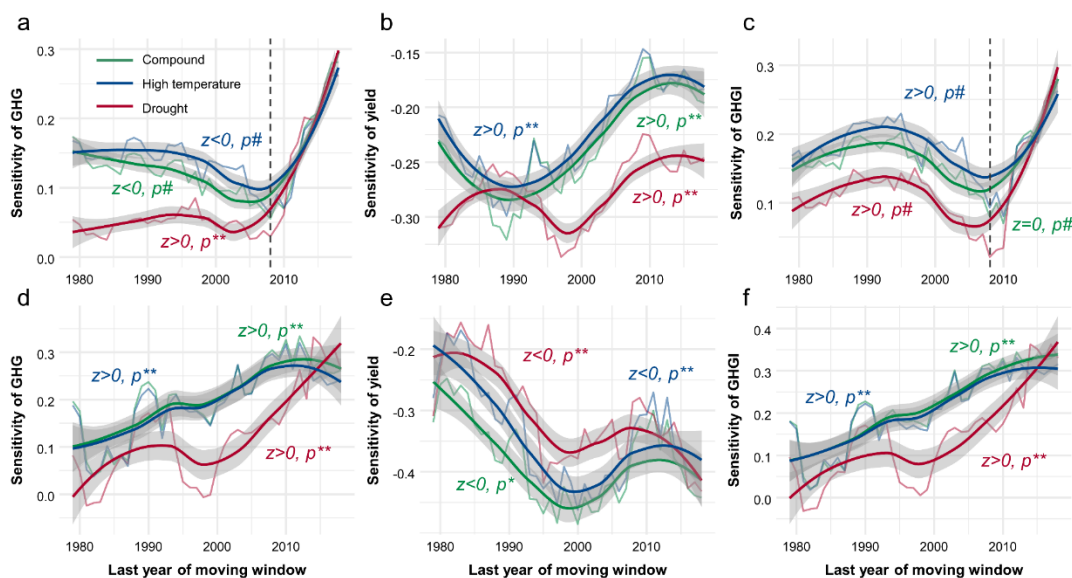 a
Sensitivity of GHG
0.3
0.2
0.1
0.0
Compound
High temperature
Drought
z<0, p#
z<0, p#
z>0, p**
1980 1990 2000 2010
b
Sensitivity of yield
-0.15
-0.20
-0.25
-0.30
z>0, p**
z>0, p**
z>0, p**
1980 1990 2000 2010
c
Sensitivity of GHGI
0.3
0.2
0.1
z>0, p#
z>0, p#
z=0, p#
1980 1990 2000 2010
d
Sensitivity of GHG
0.3
0.2
0.1
0.0
z>0, p**
z>0, p**
z>0, p**
1980 1990 2000 2010
Last year of moving window
e
Sensitivity of yield
-0.2
-0.3
-0.4
z<0, p**
z<0, p**
z<0, p*
1980 1990 2000 2010
Last year of moving window
f
Sensitivity of GHGI
0.4
0.3
0.2
0.1
0.0
z>0, p**
z>0, p**
z>0, p**
1980 1990 2000 2010
Last year of moving window